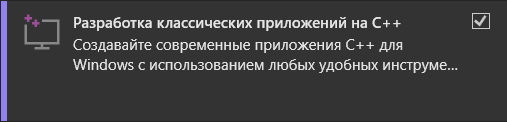 Разработка классических приложений на C++
Создавайте современные приложения C++ для
Windows с использованием любых удобных инструме...